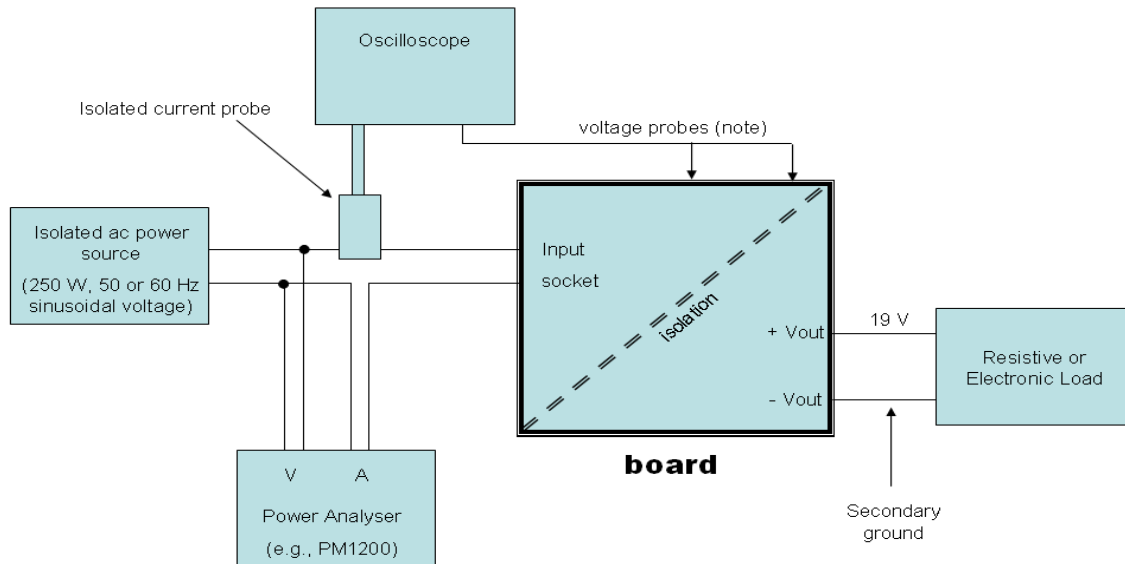 Oscilloscope
Isolated current probe
voltage probes (note)
Isolated ac power
source
(250 W, 50 or 60 Hz
sinusoidal voltage)
Input
socket
isolation
+ Vout
- Vout
19 V
Resistive or
Electronic Load
board
V A
Power Analyser
(e.g., PM1200)
Secondary
ground